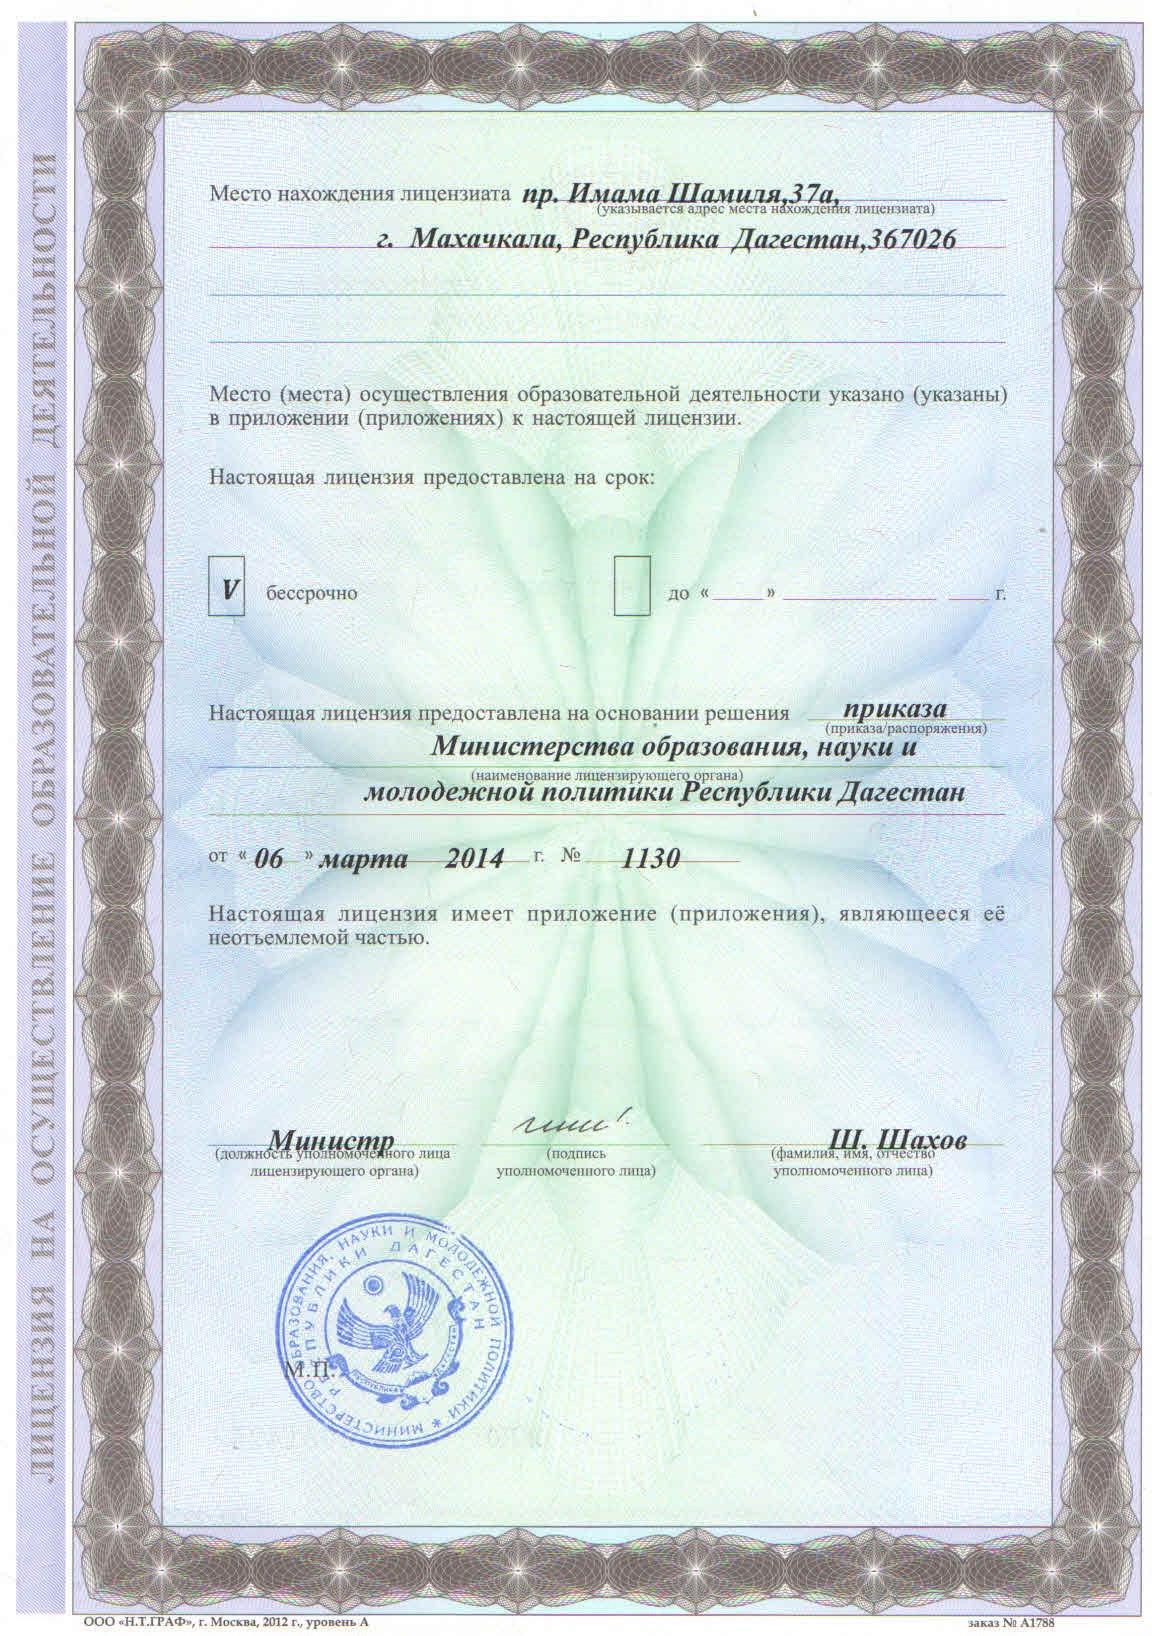 ЛИЦЕНЗИЯ НА ОСУЩЕСТВЛЕНИЕ ОБРАЗОВАТЕЛЬНОЙ ДЕЯТЕЛЬНОСТИ
Место нахождения лицензиата пр. Имама Шамиля,37а,
(указывается адрес места нахождения лицензиата)
г. Махачкала, Республика Дагестан,367026
Место (места) осуществления образовательной деятельности указано (указаны)
в приложении (приложениях) к настоящей лицензии.
Настоящая лицензия предоставлена на срок:
V бессрочно до « » г.
Настоящая лицензия предоставлена на основании решения приказа
(приказа/распоряжения)
Министерства образования, науки и
(наименование лицензирующего органа)
молодежной политики Республики Дагестан
от « 06 » марта 2014 г. № 1130
Настоящая лицензия имеет приложение (приложения), являющееся её
неотъемлемой частью.
Министр Ш. Шахов
(должность уполномоченного лица (подпись (фамилия, имя, отчество
лицензирующего органа) уполномоченного лица) уполномоченного лица)
МИНИСТЕРСТВО ОБРАЗОВАНИЯ, НАУКИ И МОЛОДЕЖНОЙ ПОЛИТИКИ *
РЕСПУБЛИКИ ДАГЕСТАН
РЕСПУБЛИКА ДАГЕСТАН
М.П.
ООО «Н.Т.ГРАФ», г. Москва, 2012 г., уровень А заказ № А1788